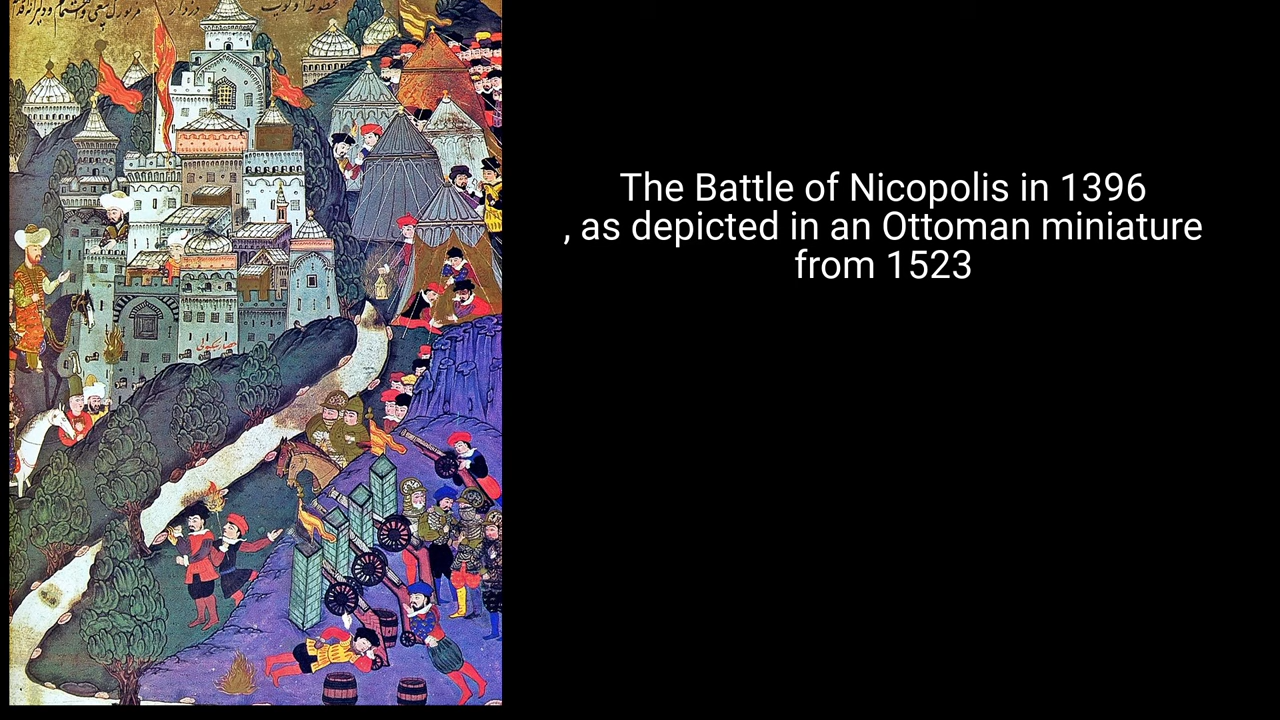 The Battle of Nicopolis in 1396
, as depicted in an Ottoman miniature
from 1523